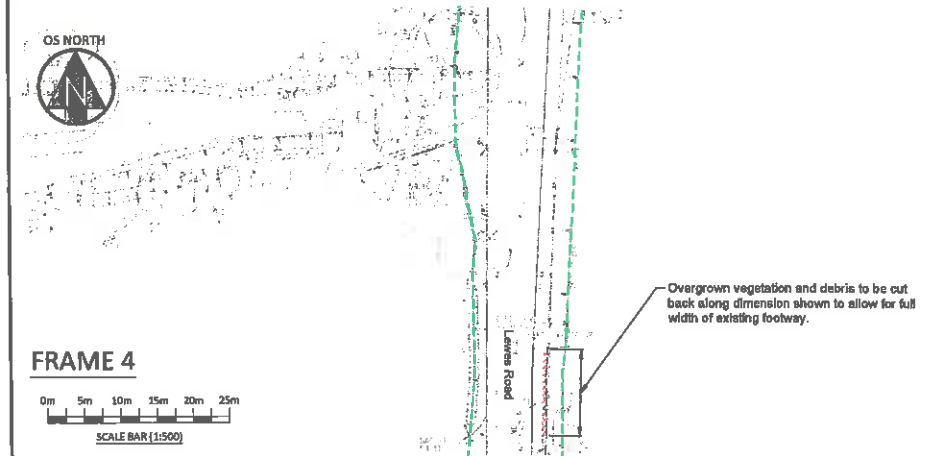 OS NORTH
N
Overgrown vegetation and debris to be cut
back along dimension shown to allow for full
width of existing footway.
Lewes Road
FRAME 4
0m 5m 10m 15m 20m 25m
SCALE BAR (1:500)